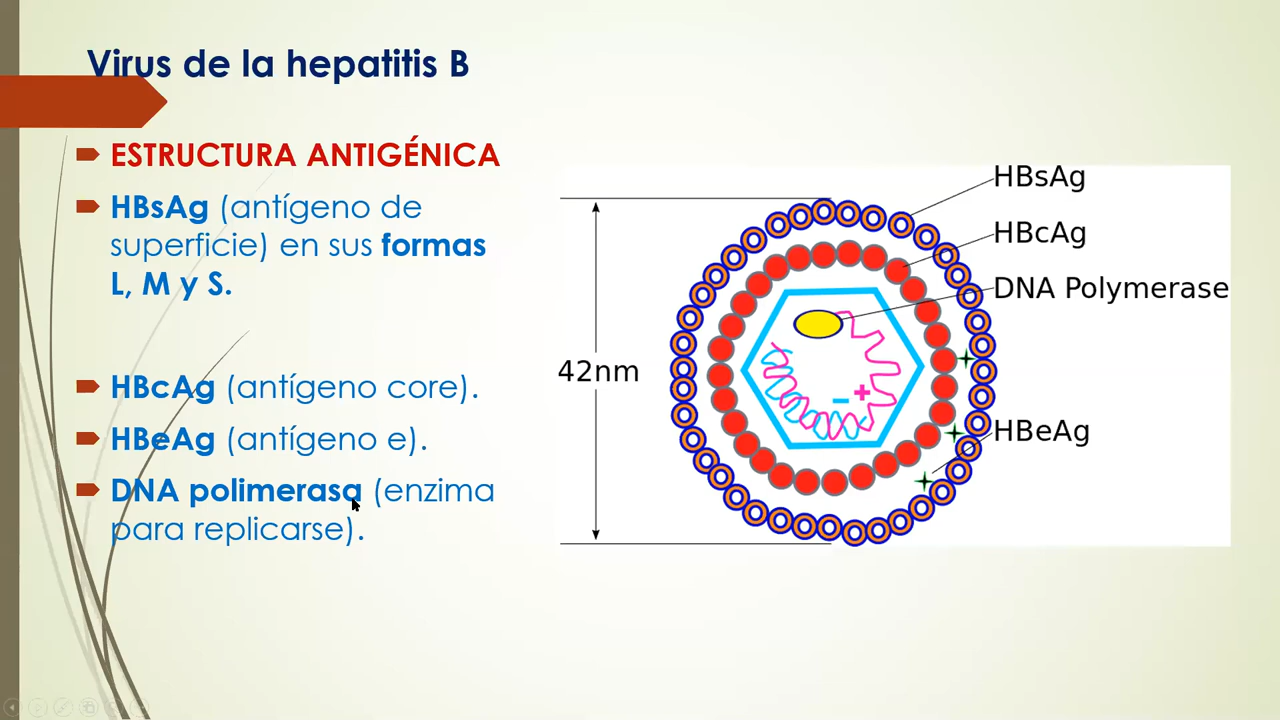 Virus de la hepatitis B
ESTRUCTURA ANTIGÉNICA
HBsAg (antígeno de
superficie) en sus formas
L, M y S.
HBcAg (antígeno core).
HBeAg (antígeno e).
DNA polimerasa (enzima
para replicarse).
HBsAg
HBcAg
DNA Polymerase
42nm
HBeAg